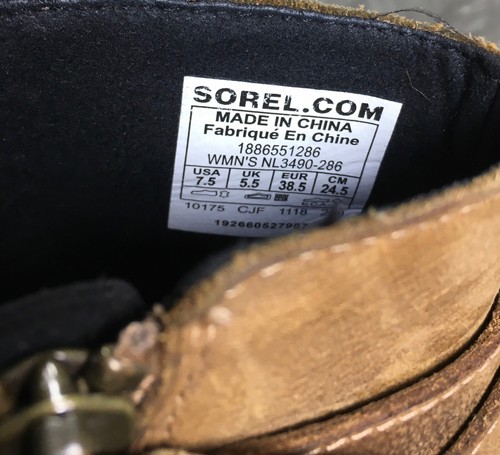 SOREL.COM
MADE IN CHINA
Fabriqué En Chine
1886551286
WMN'S NL3490-286
USA UK EUR CM
7.5 5.5 38.5 24.5
10175 CJF 1118